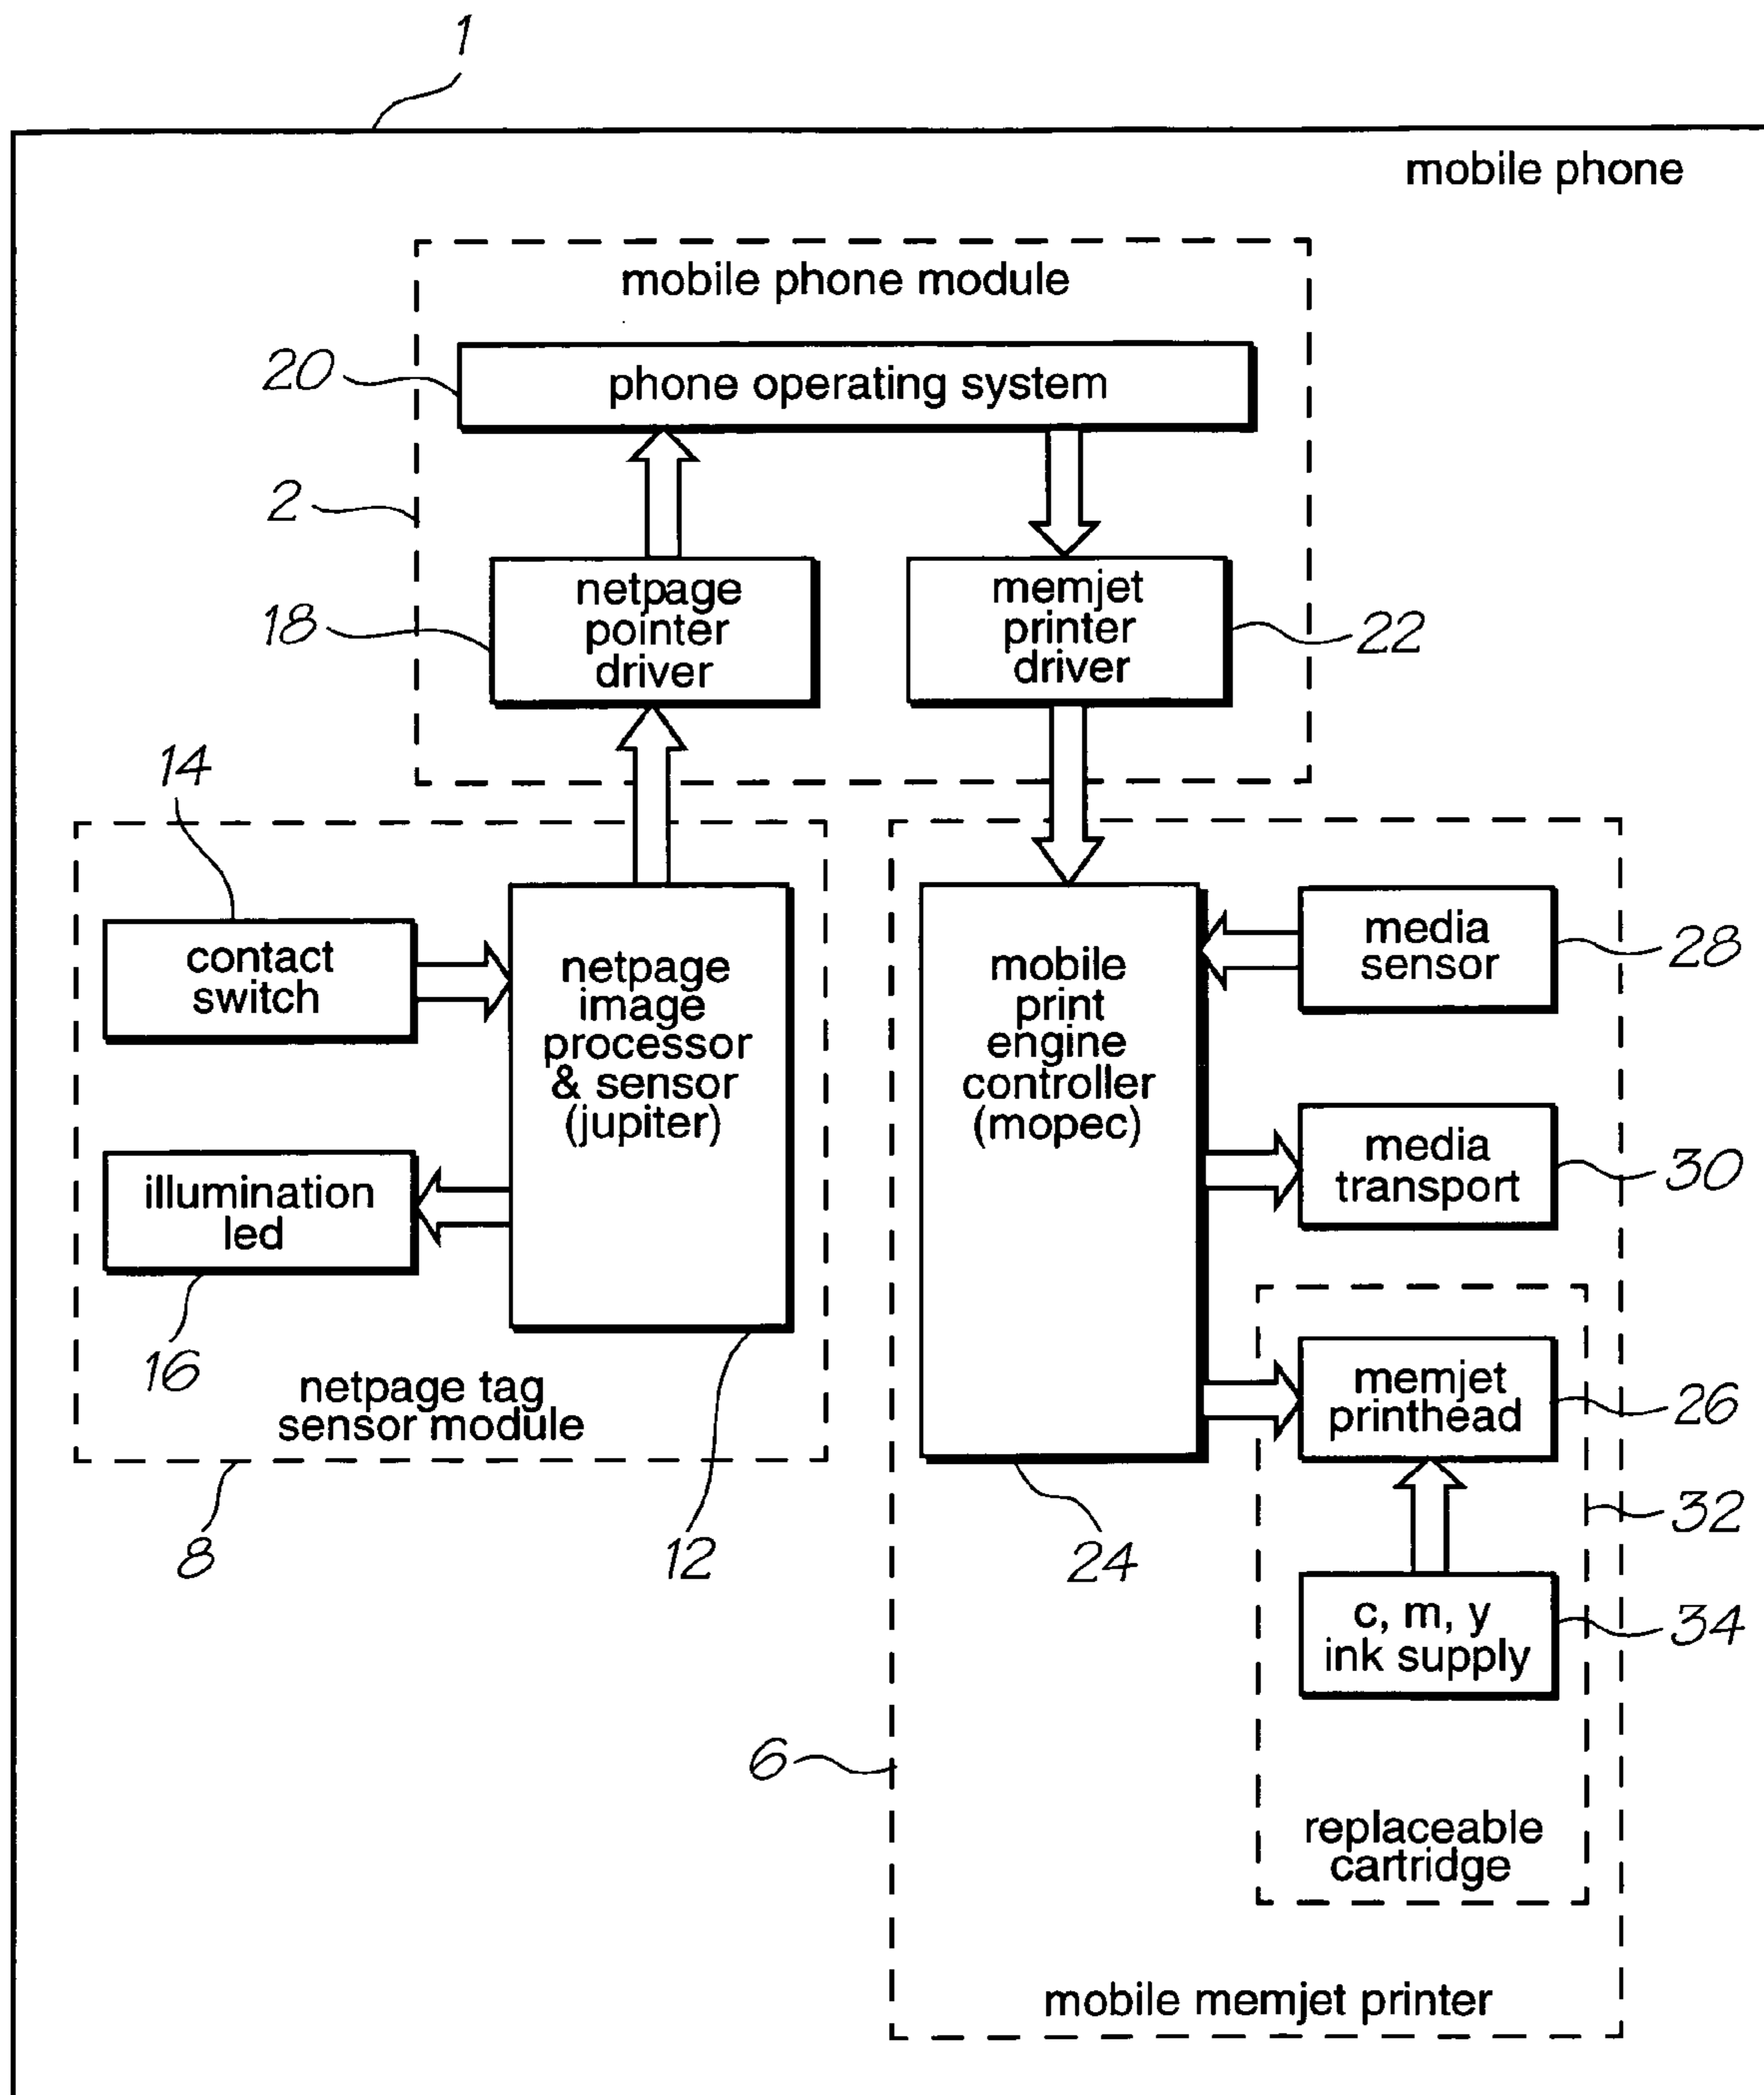 1
mobile phone
mobile phone module
20
phone operating system
2
netpage
pointer
driver
18
memjet
printer
driver
22
14
contact
switch
netpage
image
processor
& sensor
(jupiter)
illumination
led
16
netpage tag
sensor module
8
12
mobile
print
engine
controller
(mopec)
media
sensor
28
media
transport
30
memjet
printhead
26
32
24
c, m, y
ink supply
34
6
replaceable
cartridge
mobile memjet printer